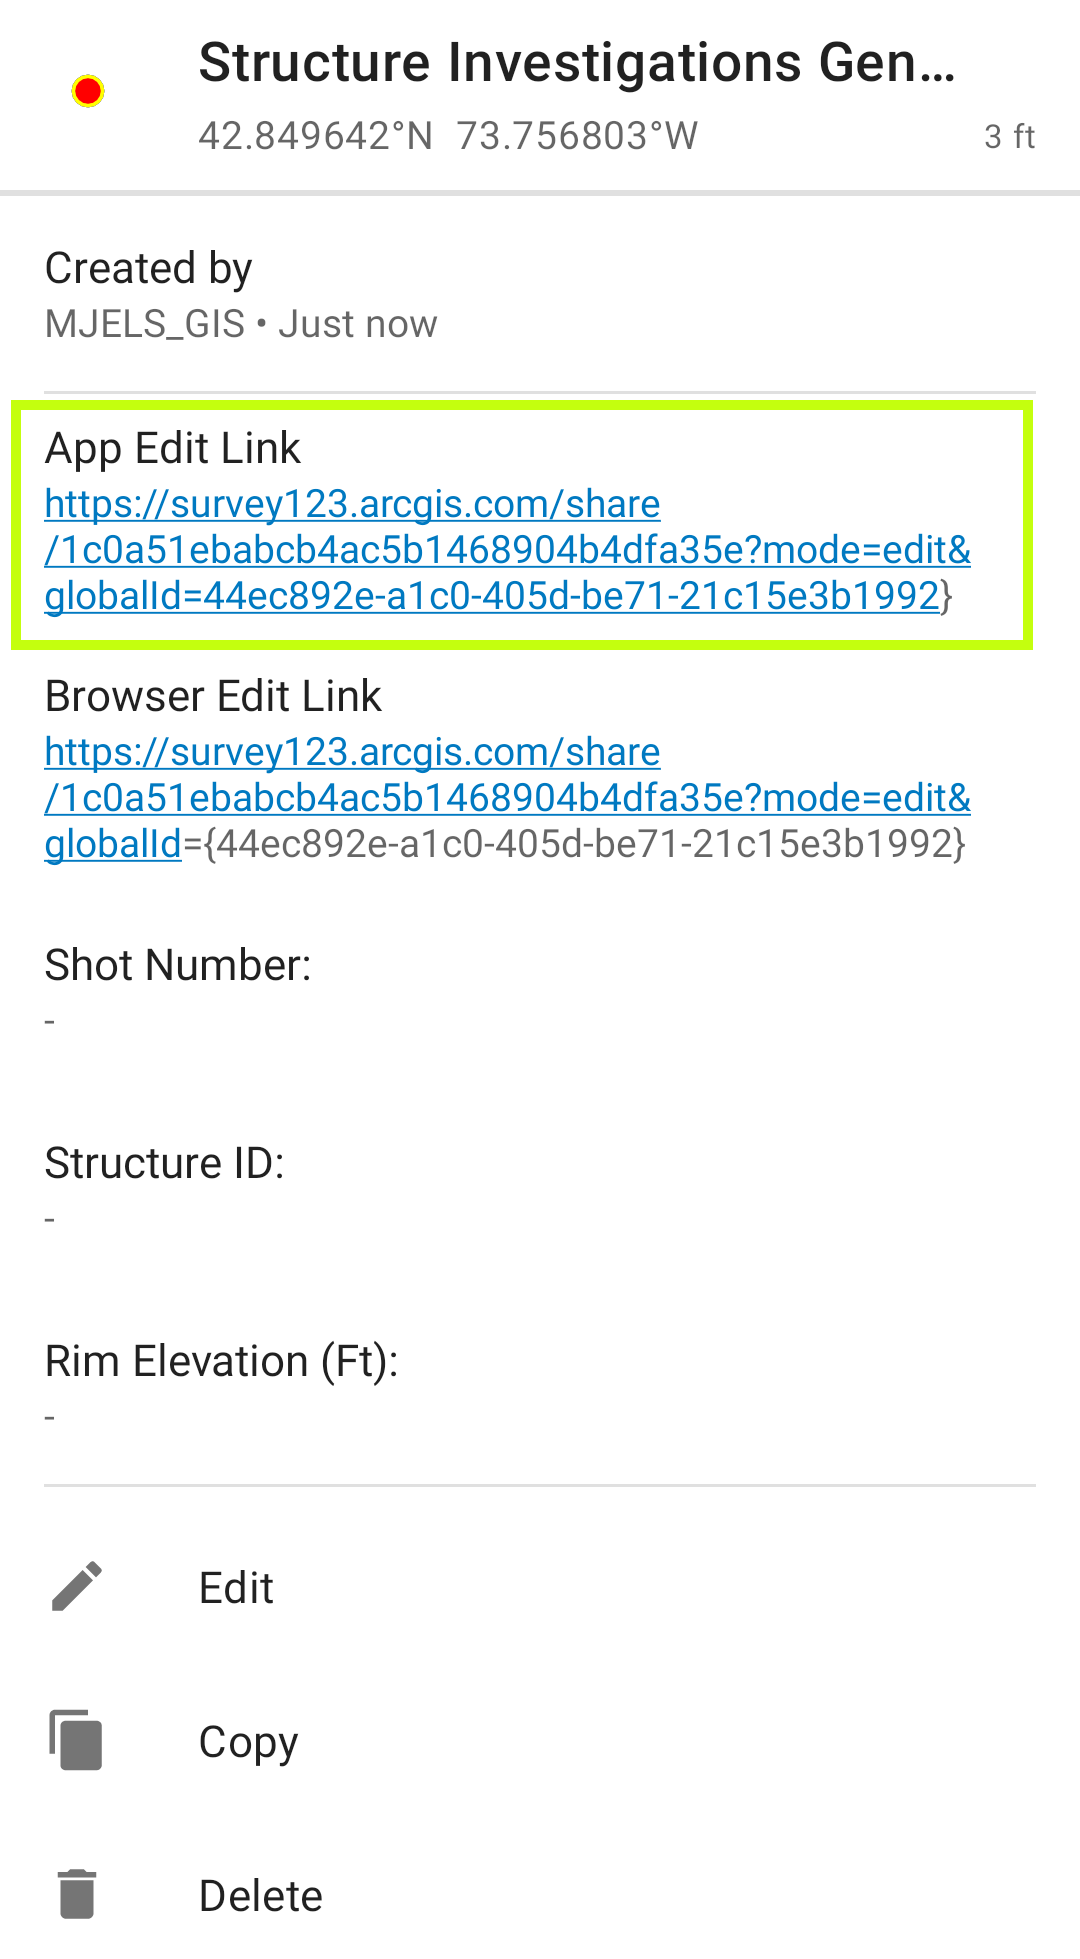 Structure Investigations Gen...
42.849642°N 73.756803°W 3 ft
Created by
MJELS_GIS • Just now
App Edit Link
https://survey123.arcgis.com/share
/1c0a51ebabcb4ac5b1468904b4dfa35e?mode=edit&
globalId=44ec892e-a1c0-405d-be71-21c15e3b1992}
Browser Edit Link
https://survey123.arcgis.com/share
/1c0a51ebabcb4ac5b1468904b4dfa35e?mode=edit&
globalId={44ec892e-a1c0-405d-be71-21c15e3b1992}
Shot Number:
-
Structure ID:
-
Rim Elevation (Ft):
-
Edit
Copy
Delete